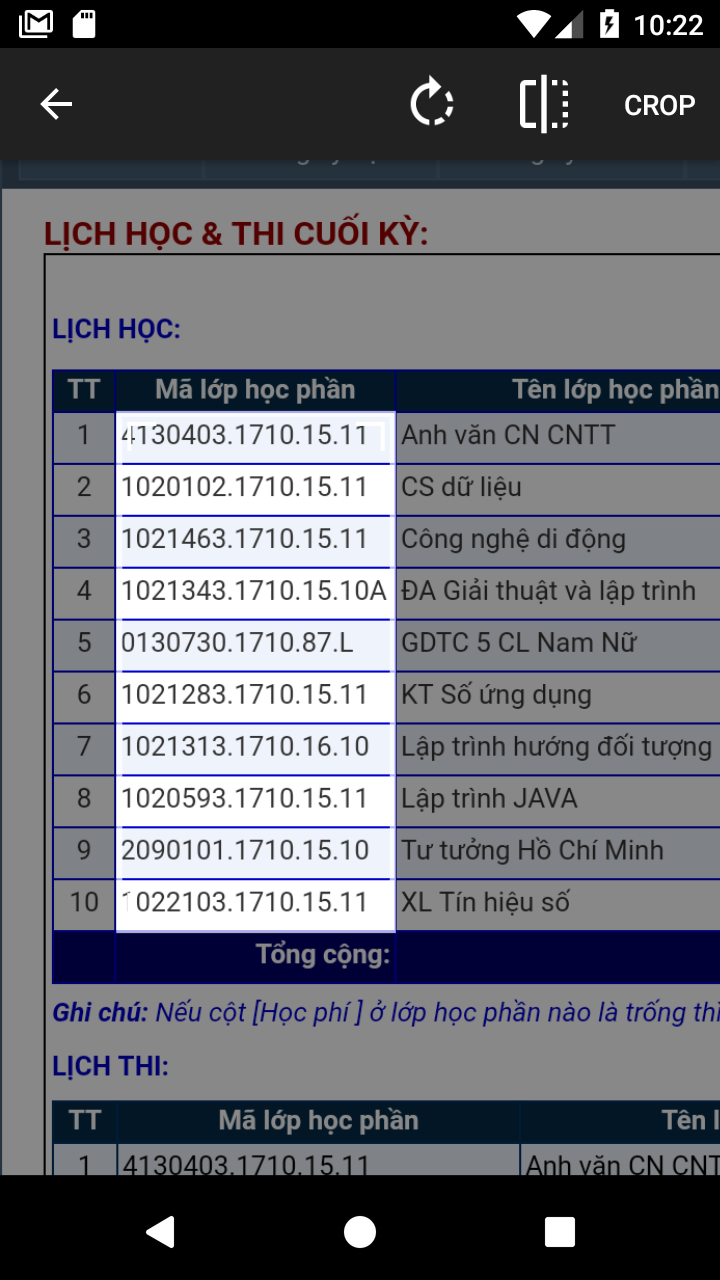 10:22
CROP
LỊCH HỌC & THI CUỐI KỲ:
LỊCH HỌC:
TT Mã lớp học phần Tên lớp học phần
1 4130403.1710.15.11 Anh văn CN CNTT
2 1020102.1710.15.11 CS dữ liệu
3 1021463.1710.15.11 Công nghệ di động
4 1021343.1710.15.10A ĐA Giải thuật và lập trình
5 0130730.1710.87.L GDTC 5 CL Nam Nữ
6 1021283.1710.15.11 KT Số ứng dụng
7 1021313.1710.16.10 Lập trình hướng đối tượng
8 1020593.1710.15.11 Lập trình JAVA
9 2090101.1710.15.10 Tư tưởng Hồ Chí Minh
10 1022103.1710.15.11 XL Tín hiệu số
Tổng cộng:
Ghi chú: Nếu cột [Học phí ] ở lớp học phần nào là trống thì
LỊCH THI:
TT Mã lớp học phần Tên l
1 4130403.1710.15.11 Anh văn CN CNT